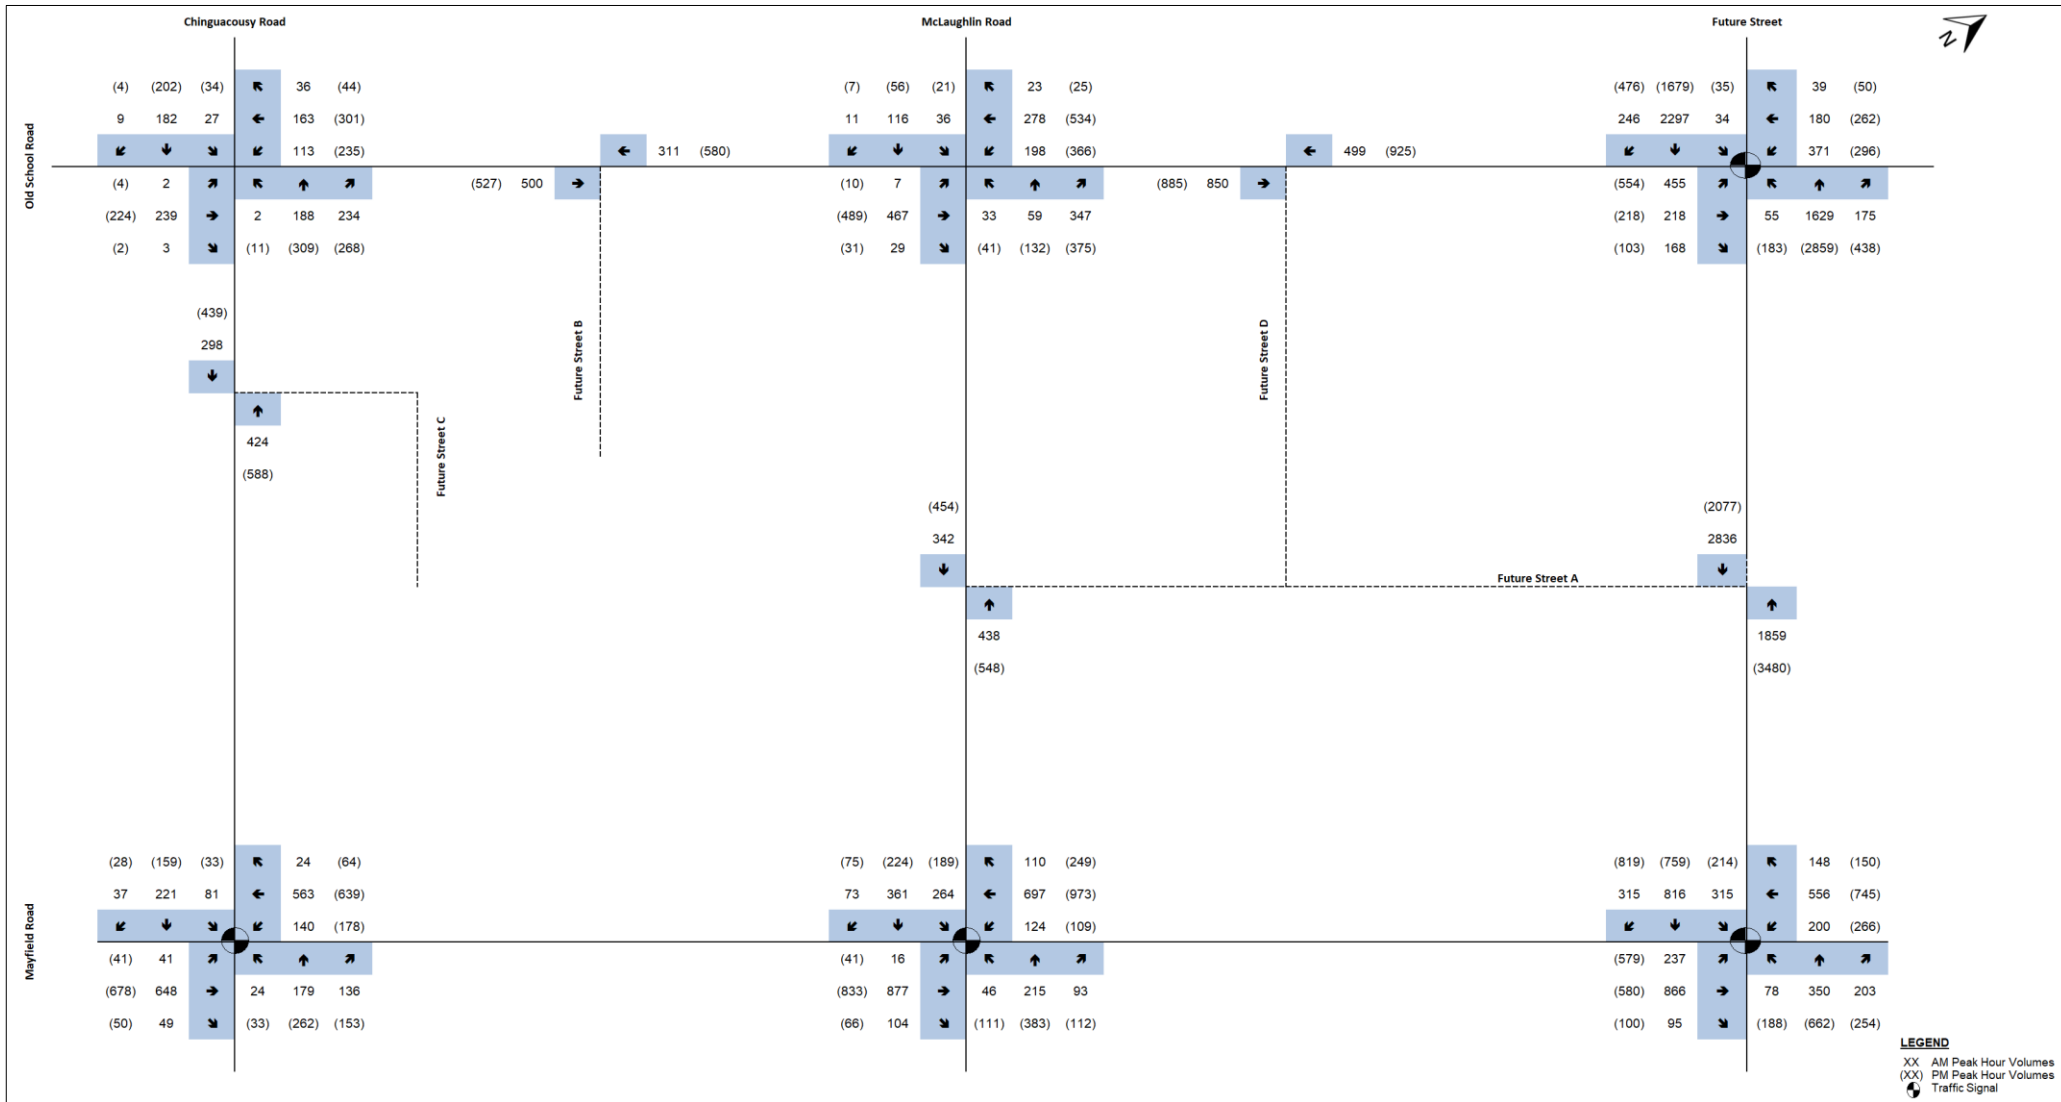 Chinguacousy Road McLaughlin Road Future Street
N
(4) (202) (34) 36 (44) (7) (56) (21) 23 (25) (476) (1679) (35) 39 (50)
9 182 27 163 (301) 11 116 36 278 (534) 246 2297 34 180 (262)
113 (235) 311 (580) 198 (366) 499 (925) 371 (296)
Old School Road
(4) 2 (527) 500 (10) 7 (885) 850 (554) 455
(224) 239 2 188 234 (489) 467 33 59 347 (218) 218 55 1629 175
(2) 3 (11) (309) (268) (31) 29 (41) (132) (375) (103) 168 (183) (2859) (438)
(439)
298
Future Street B
Future Street D
424
(588)
Future Street C
(454) (2077)
342 2836
Future Street A
438 1859
(548) (3480)
(28) (159) (33) 24 (64) (75) (224) (189) 110 (249) (819) (759) (214) 148 (150)
37 221 81 563 (639) 73 361 264 697 (973) 315 816 315 556 (745)
140 (178) 124 (109) 200 (266)
Mayfield Road
(41) 41 (41) 16 (579) 237
(678) 648 24 179 136 (833) 877 46 215 93 (580) 866 78 350 203
(50) 49 (33) (262) (153) (66) 104 (111) (383) (112) (100) 95 (188) (662) (254)
LEGEND
XX AM Peak Hour Volumes
(XX) PM Peak Hour Volumes
Traffic Signal